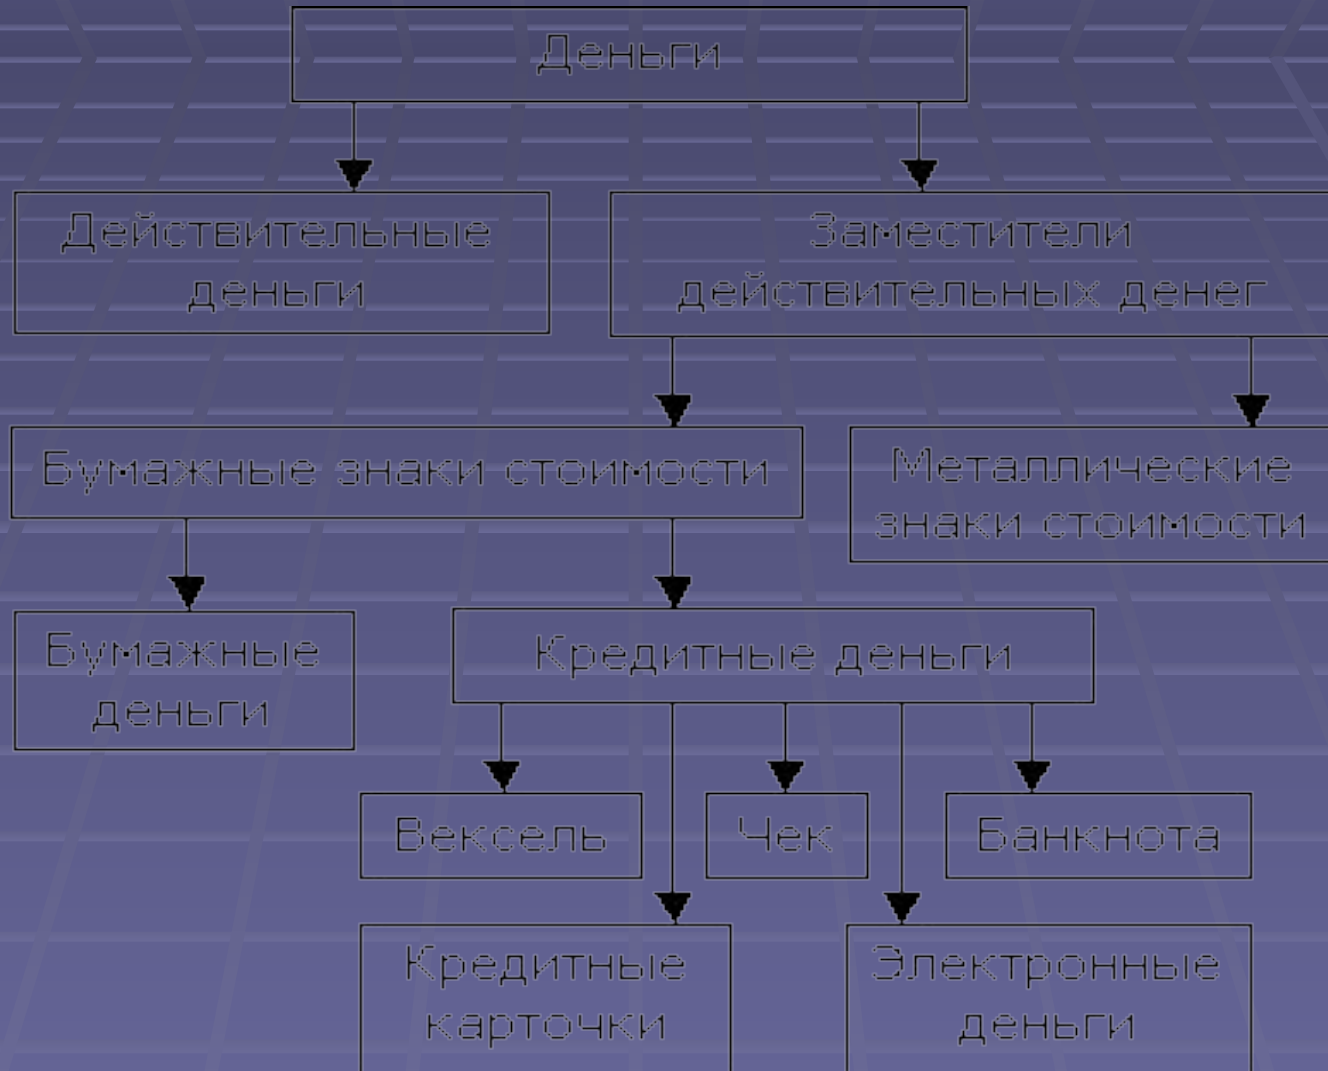 Деньги
Действительные
деньги
Заместители
действительных денег
Бумажные знаки стоимости
Металлические
знаки стоимости
Бумажные
деньги
Кредитные деньги
Вексель
Чек
Банкнота
Кредитные
карточки
Электронные
деньги